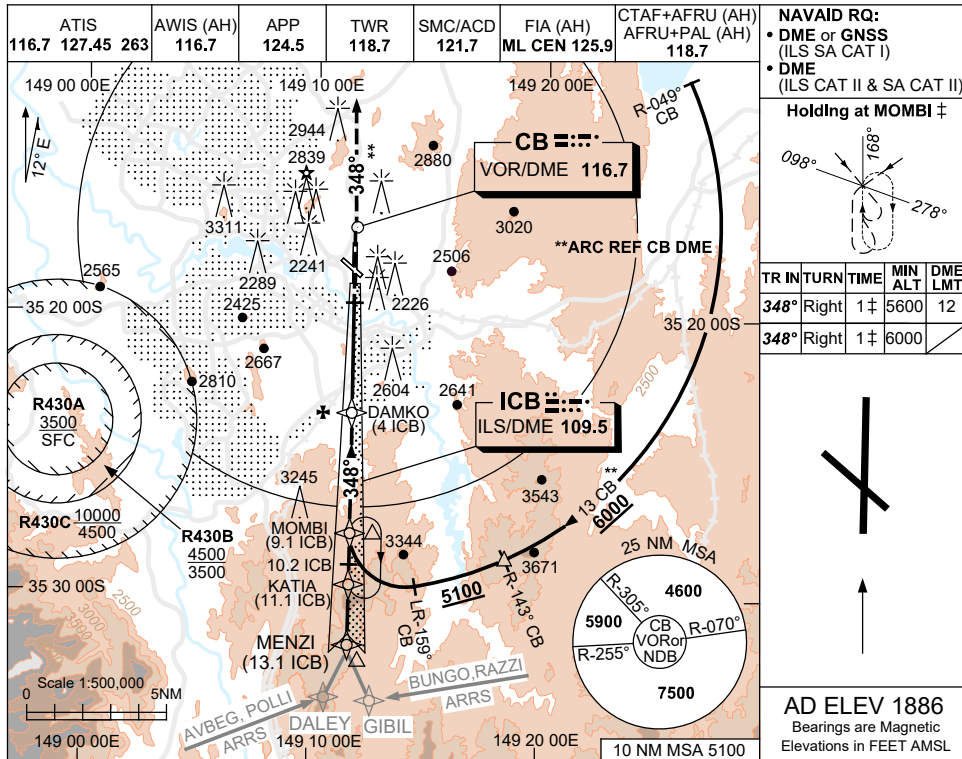 ATIS
116.7 127.45 263
AWIS (AH)
116.7
APP
124.5
TWR
118.7
SMC/ACD
121.7
FIA (AH)
ML CEN 125.9
CTAF+AFRU (AH)
AFRU+PAL (AH)
118.7
NAVAID RQ:
• DME or GNSS
(ILS SA CAT I)
• DME
(ILS CAT II & SA CAT II)
149 00 00E
149 10 00E
149 20 00E
12° E
2944
2839
348°
**
2880
CB
VOR/DME 116.7
R-049°
CB
3311
2241
2289
3020
**ARC REF CB DME
2506
2565
2425
2226
35 20 00S
35 20 00S
2667
2810
2604
2641
2500
R430A
3500
SFC
DAMKO
(4 ICB)
ICB
ILS/DME 109.5
348°
3245
3543
13 CB **
6000
R430C 10000
4500
R430B
4500
3500
MOMBI
(9.1 ICB)
10.2 ICB
3344
3671
35 30 00S
KATIA
(11.1 ICB)
5100
LR-159°
CB
R-143° CB
MENZI
(13.1 ICB)
2500
3000
3500
2500
25 NM MSA
R-305°
4600
5900
CB
VORor
NDB
R-070°
R-255°
7500
Scale 1:500,000
0
5NM
AVBEG, POLLI
ARRS
BUNGO,RAZZI
ARRS
DALEY
GIBIL
149 00 00E
149 10 00E
149 20 00E
10 NM MSA 5100
Holding at MOMBI ‡
168°
098°
278°
TR IN TURN TIME MIN ALT DME LMT
348° Right 1 ‡ 5600 12
348° Right 1 ‡ 6000
AD ELEV 1886
Bearings are Magnetic
Elevations in FEET AMSL